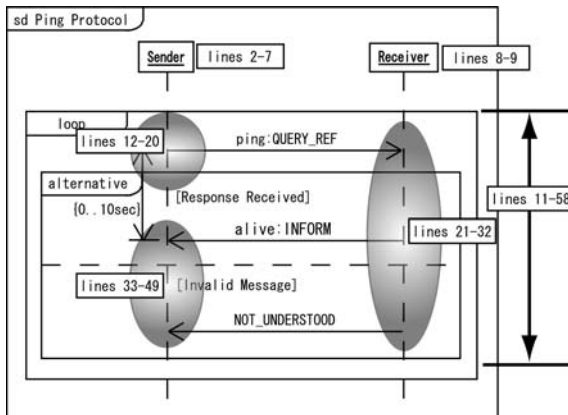 sd Ping Protocol
Sender
lines 2-7
Receiver
lines 8-9
loop
lines 12-20
ping:QUERY_REF
alternative
[Response Received]
lines 11-58
{0..10sec}
alive:INFORM
lines 21-32
lines 33-49
[Invalid Message]
NOT_UNDERSTOOD